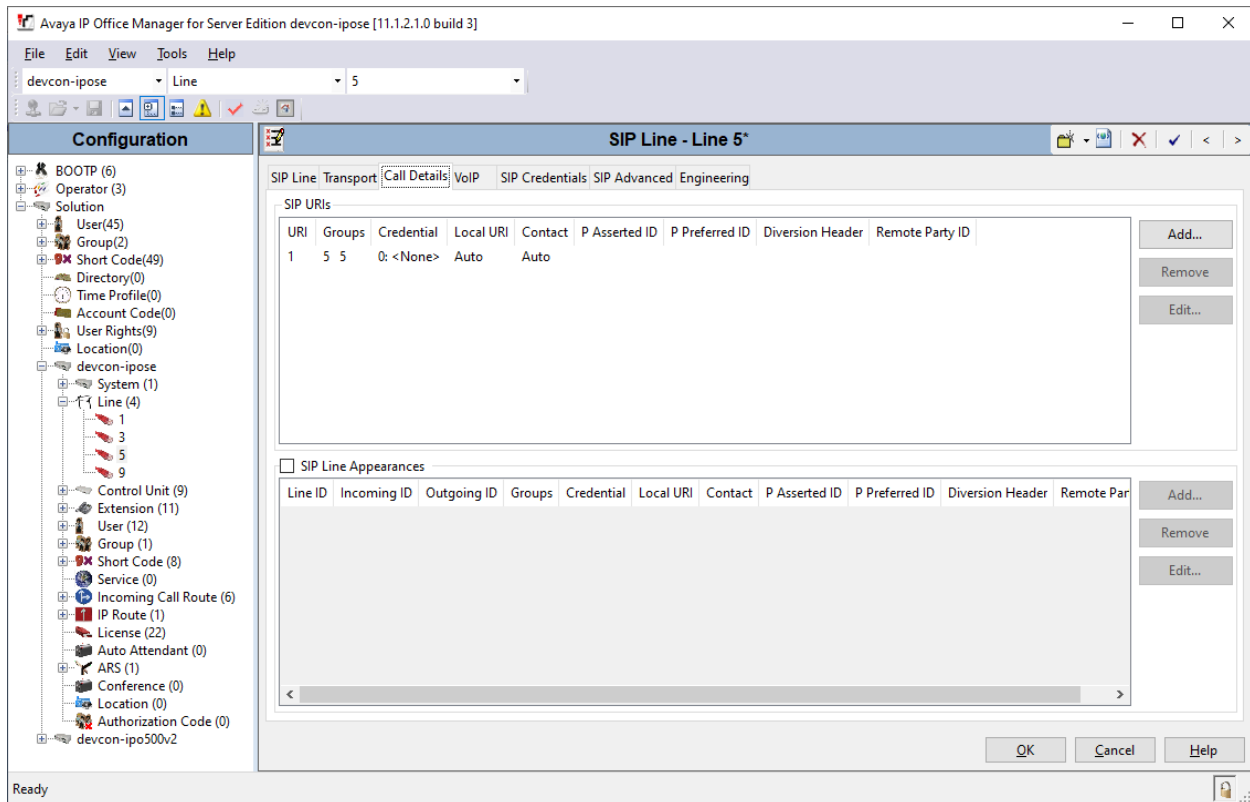 Avaya IP Office Manager for Server Edition devcon-ipose [11.1.2.1.0 build 3]
File Edit View Tools Help
devcon-ipose Line 5
Configuration
SIP Line - Line 5*
BOOTP (6)
Operator (3)
Solution
User(45)
Group(2)
Short Code(49)
Directory(0)
Time Profile(0)
Account Code(0)
User Rights(9)
Location(0)
devcon-ipose
System (1)
Line (4)
1
3
5
9
Control Unit (9)
Extension (11)
User (12)
Group (1)
Short Code (8)
Service (0)
Incoming Call Route (6)
IP Route (1)
License (22)
Auto Attendant (0)
ARS (1)
Conference (0)
Location (0)
Authorization Code (0)
devcon-ipo500v2
SIP Line Transport Call Details VoIP SIP Credentials SIP Advanced Engineering
SIP URIs
URI Groups Credential Local URI Contact P Asserted ID P Preferred ID Diversion Header Remote Party ID
1 5 5 0: <None> Auto Auto
Add...
Remove
Edit...
SIP Line Appearances
Line ID Incoming ID Outgoing ID Groups Credential Local URI Contact P Asserted ID P Preferred ID Diversion Header Remote Par
Add...
Remove
Edit...
OK Cancel Help
Ready